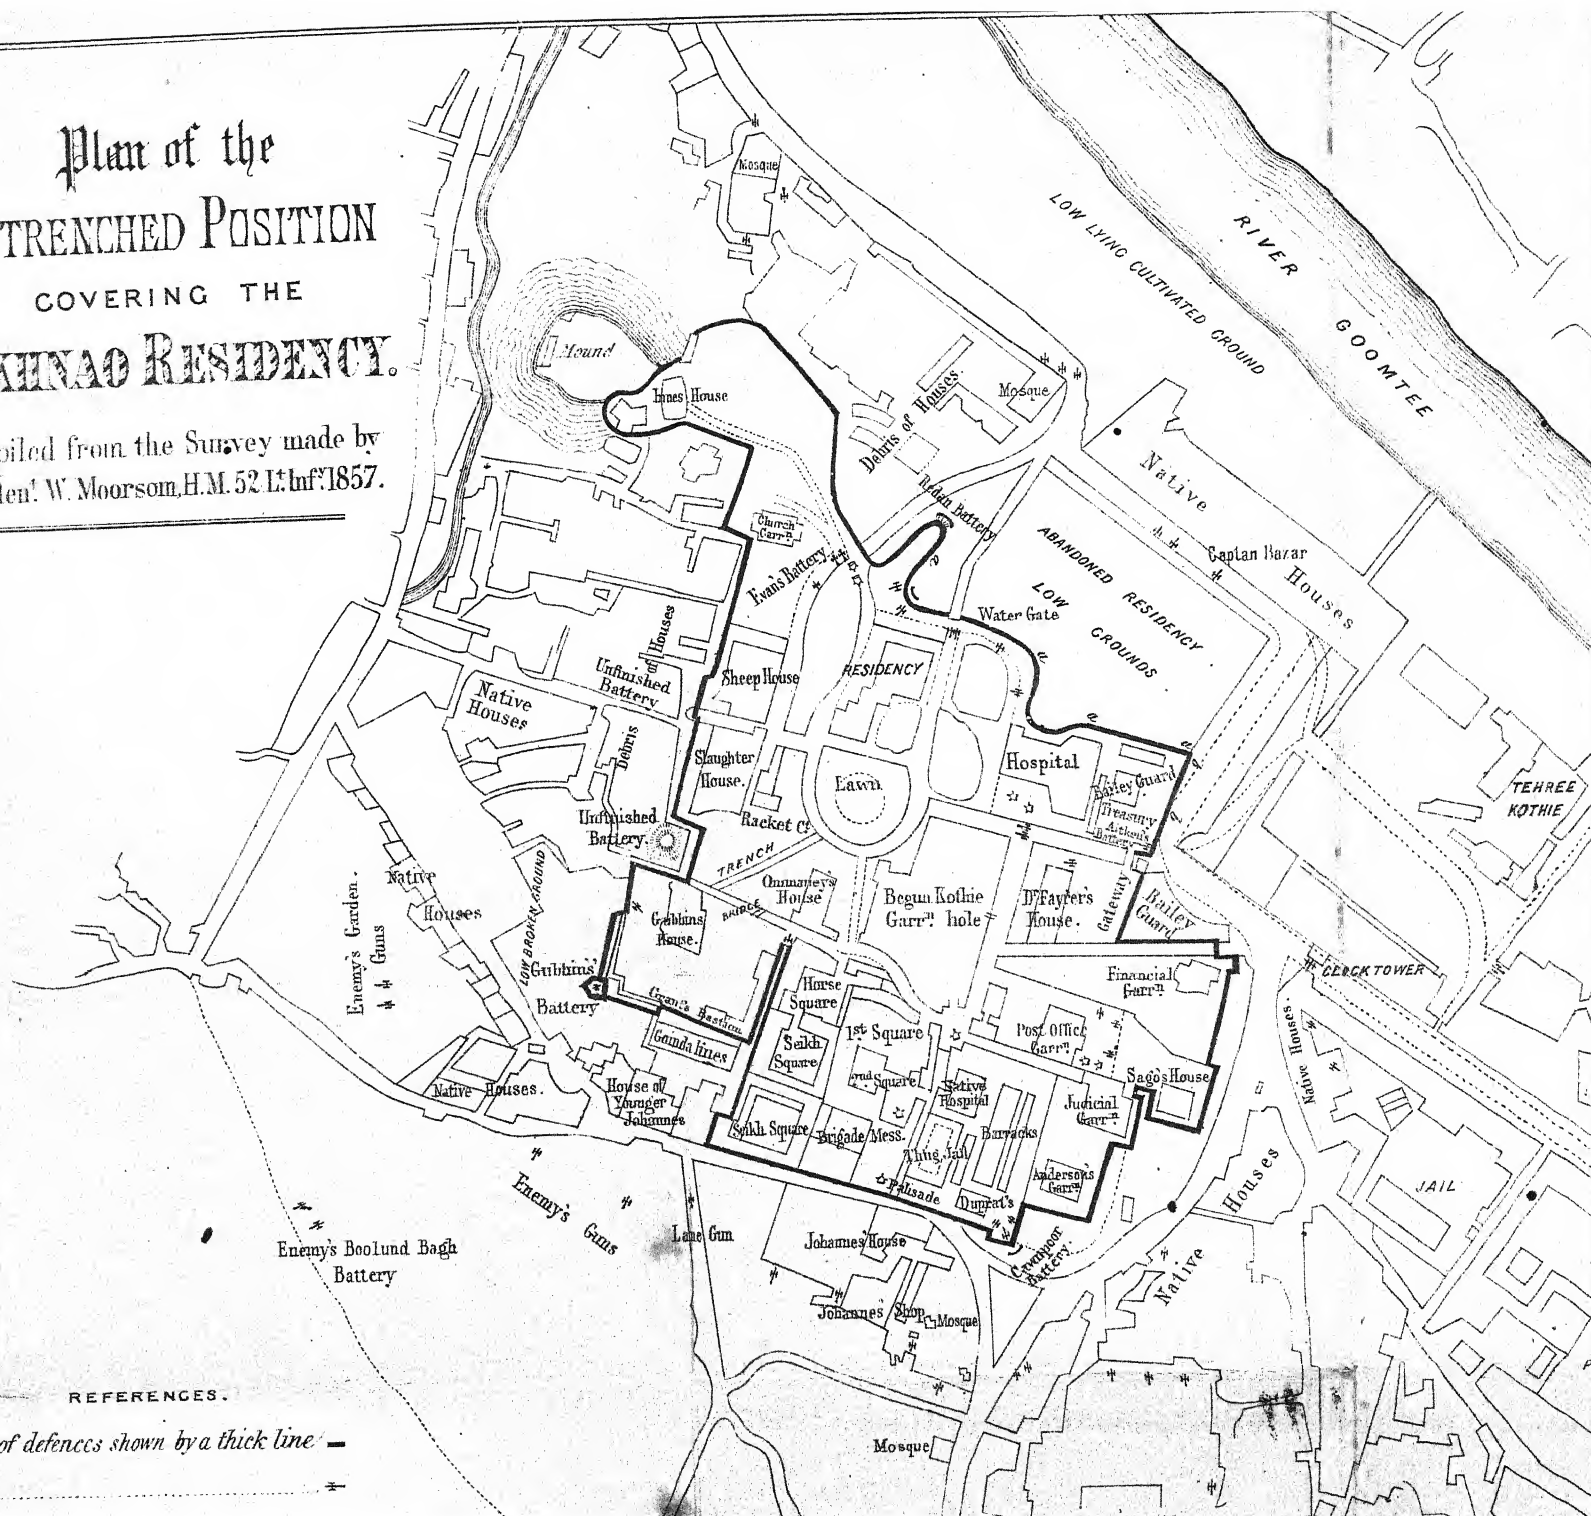 Plan of the
TRENCHED POSITION
COVERING THE
KHNAO RESIDENCY.
piled from the Survey made by
W. Moorsom, H.M. 52 Lt. Infy. 1857.
Mosque
LOW LYING CULTIVATED GROUND
RIVER GOOMTEE
Mound
Innes House
Debris of Houses.
Mosque
Redan Battery
Native Houses
Captan Bazar
Church Garrn.
Evan's Battery
ABANDONED RESIDENCY
LOW GROUNDS
a
Water Gate
a
a
a
Unfinished Battery
of Houses
Sheep House
RESIDENCY
Native Houses
Debris
Slaughter House.
Lawn
Hospital
Bailey Guard
Treasury
Aitken's
TEHREE KOTHIE
Unfinished Battery.
Racket Ct.
TRENCH
Native Houses
LOW BROKEN GROUND
Gubbins House.
BRIDGE
Ommaney's House
Begum Kothie
Garrn. hole
Dr. Fayrer's House.
Gateway
Bailey Guard
Enemy's Garden.
Guns
Gubbins' Battery
Grant's Bastion
Horse Square
Financial Garrn.
CLOCK TOWER
Goinda lines
Seikh Square
1st Square
Post Office Garrn.
Native Houses.
2nd Square
Native Hospital
Sago's House
Native Houses.
House of Younger Johannes
Judicial Garrn.
Seikh Square
Brigade Mess.
Barracks
Thug Jail
Anderson's Garrn.
JAIL
Palisade
Duprat's
Enemy's Guns
Lane Gun
Johannes' House
Cawnpoor Battery.
Native Houses
Enemy's Boolund Bagh
Battery
Johannes' Shop
Mosque
REFERENCES.
of defences shown by a thick line
Mosque